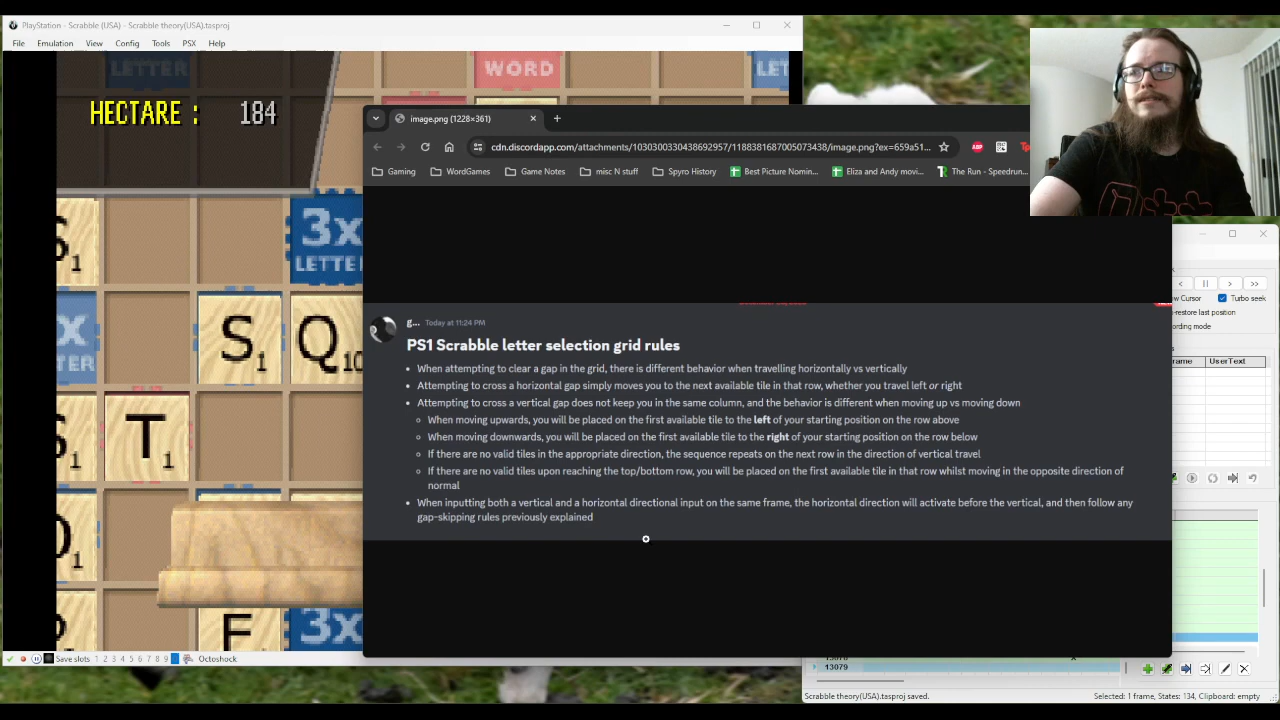 PlayStation - Scrabble (USA) - Scrabble theory(USA).tasproj
File Emulation View Config Tools PSX Help
LETTER
WORD
HECTARE : 184
3x
LETTE
S1
Q10
T1
F
3x
Save slots 1 2 3 4 5 6 7 8 9
Octoshock
image.png (1228×361)
cdn.discordapp.com/attachments/1030300330438692957/1188381687005073438/image.png?ex=659a51...
ABP
Gaming WordGames Game Notes misc N stuff Spyro History Best Picture Nomin... Eliza and Andy movi... The Run - Speedrun...
g... Today at 11:24 PM
PS1 Scrabble letter selection grid rules
• When attempting to clear a gap in the grid, there is different behavior when travelling horizontally vs vertically
• Attempting to cross a horizontal gap simply moves you to the next available tile in that row, whether you travel left or right
• Attempting to cross a vertical gap does not keep you in the same column, and the behavior is different when moving up vs moving down
◦ When moving upwards, you will be placed on the first available tile to the left of your starting position on the row above
◦ When moving downwards, you will be placed on the first available tile to the right of your starting position on the row below
◦ If there are no valid tiles in the appropriate direction, the sequence repeats on the next row in the direction of vertical travel
◦ If there are no valid tiles upon reaching the top/bottom row, you will be placed on the first available tile in that row whilst moving in the opposite direction of
normal
• When inputting both a vertical and a horizontal directional input on the same frame, the horizontal direction will activate before the vertical, and then follow any
gap-skipping rules previously explained
w Cursor Turbo seek
-restore last position
ording mode
rame UserText
13079
Scrabble theory(USA).tasproj saved.
Selected: 1 frame, States: 134, Clipboard: empty